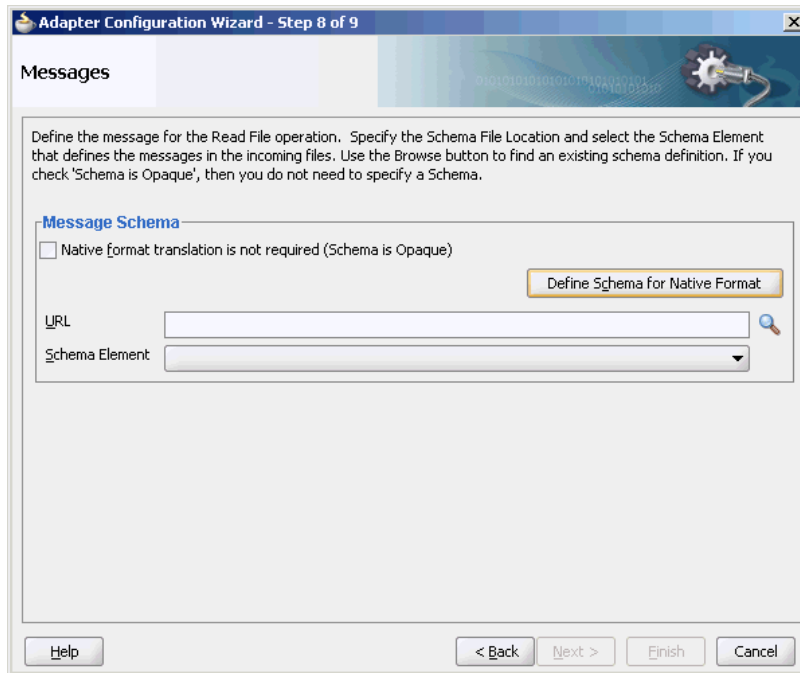 Adapter Configuration Wizard - Step 8 of 9
Messages
Define the message for the Read File operation. Specify the Schema File Location and select the Schema Element
that defines the messages in the incoming files. Use the Browse button to find an existing schema definition. If you
check 'Schema is Opaque', then you do not need to specify a Schema.
Message Schema
Native format translation is not required (Schema is Opaque)
Define Schema for Native Format
URL
Schema Element
Help
< Back
Next >
Finish
Cancel